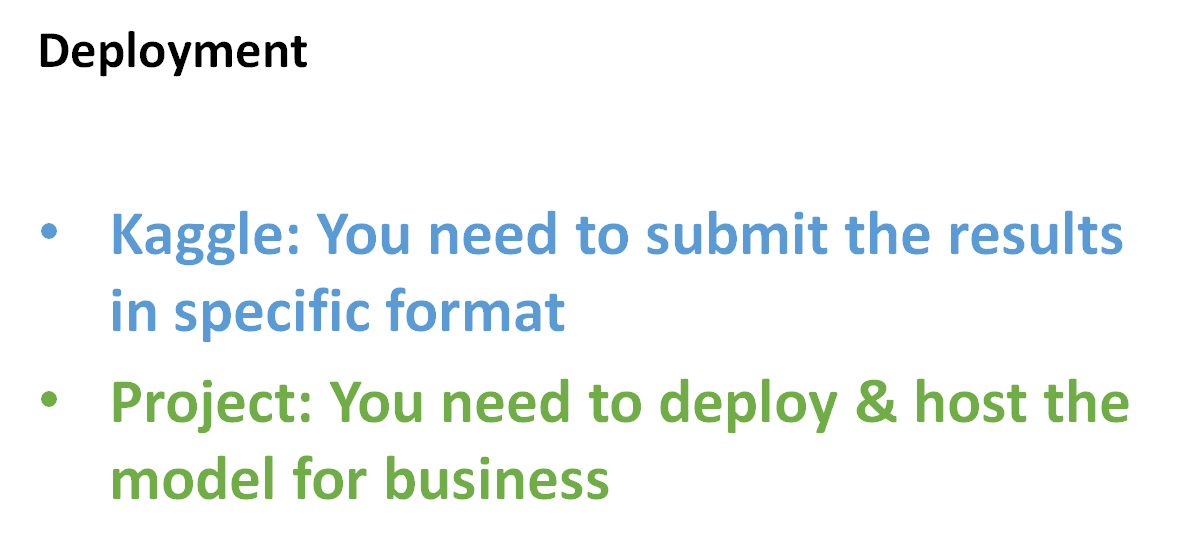 Deployment
• Kaggle: You need to submit the results
in specific format
• Project: You need to deploy & host the
model for business